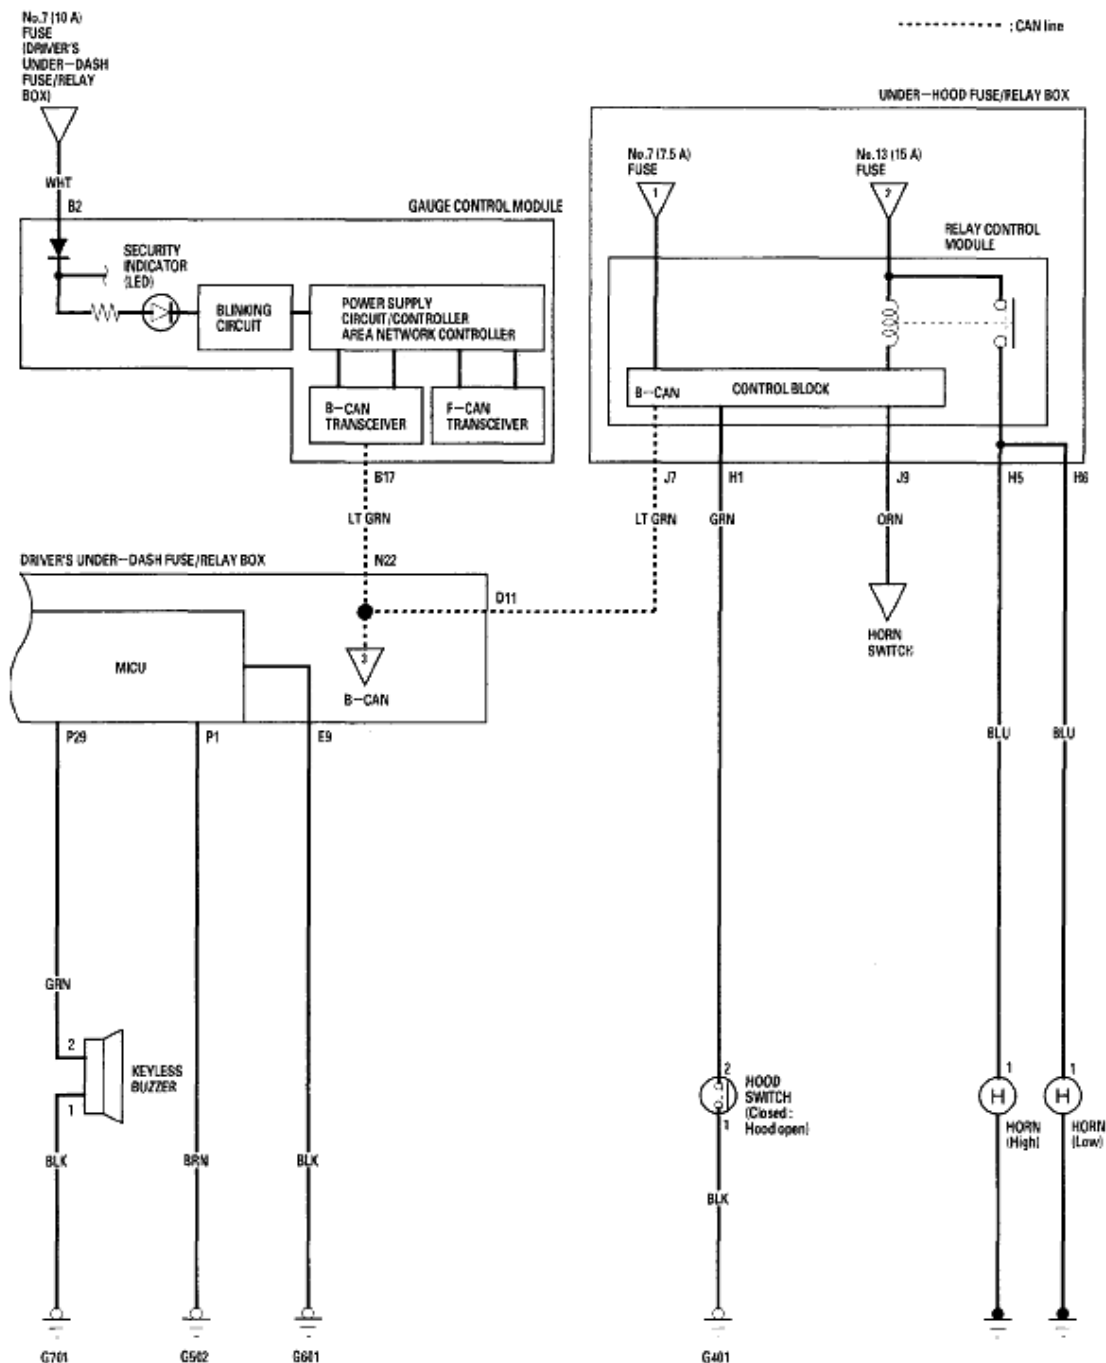 No.7 (10 A)
FUSE
(DRIVER'S
UNDER-DASH
FUSE/RELAY
BOX)
: CAN line
UNDER-HOOD FUSE/RELAY BOX
No.7 (7.5 A)
FUSE
1
No.13 (15 A)
FUSE
2
WHT
B2
GAUGE CONTROL MODULE
RELAY CONTROL
MODULE
SECURITY
INDICATOR
(LED)
BLINKING
CIRCUIT
POWER SUPPLY
CIRCUIT/CONTROLLER
AREA NETWORK CONTROLLER
B-CAN
TRANSCEIVER
F-CAN
TRANSCEIVER
B-CAN
CONTROL BLOCK
B17
J7
H1
J9
H5
H6
LT GRN
LT GRN
GRN
ORN
DRIVER'S UNDER-DASH FUSE/RELAY BOX
N22
D11
MICU
3
B-CAN
HORN
SWITCH
P29
P1
E9
BLU
BLU
GRN
2
1
KEYLESS
BUZZER
2
1
HOOD
SWITCH
(Closed :
Hood open)
1
H
HORN
(High)
1
H
HORN
(Low)
BLK
BRN
BLK
BLK
G701
G502
G601
G401